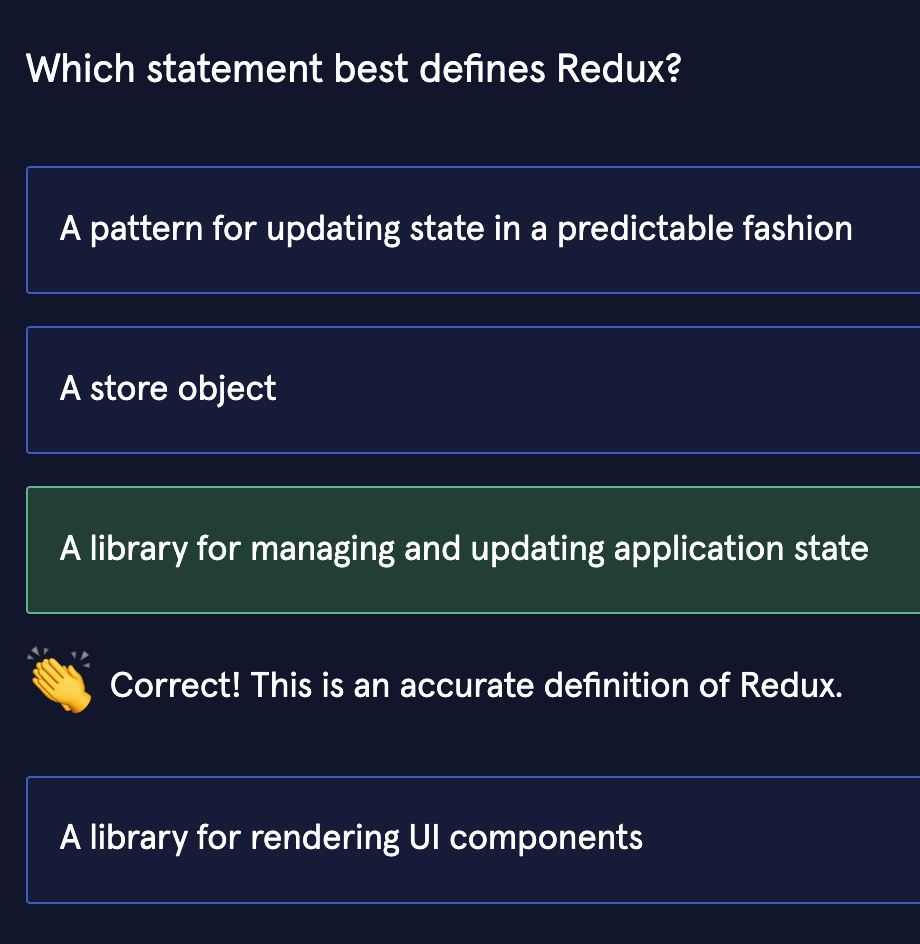 Which statement best defines Redux?
A pattern for updating state in a predictable fashion
A store object
A library for managing and updating application state
Correct! This is an accurate definition of Redux.
A library for rendering UI components